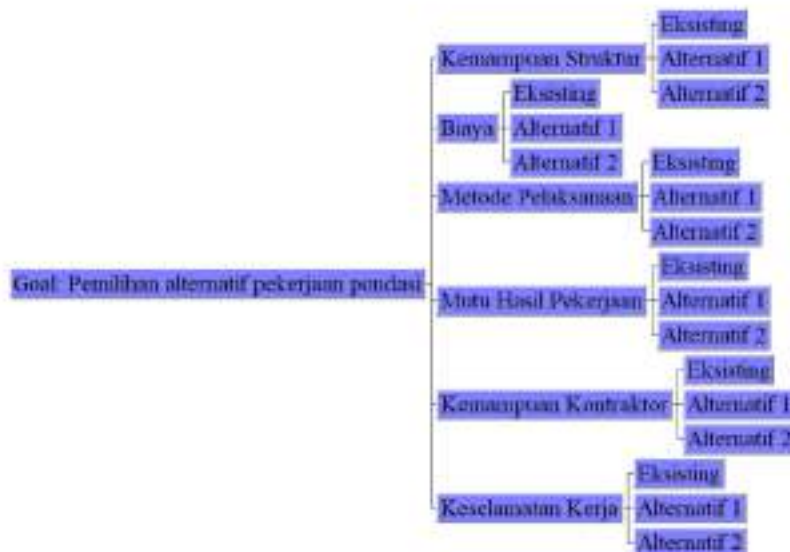 Goal: Pemilihan alternatif pekerjaan pondasi
Kemampuan Struktur
Eksisting
Alternatif 1
Alternatif 2
Biaya
Eksisting
Alternatif 1
Alternatif 2
Metode Pelaksanaan
Eksisting
Alternatif 1
Alternatif 2
Mutu Hasil Pekerjaan
Eksisting
Alternatif 1
Alternatif 2
Kemampuan Kontraktor
Eksisting
Alternatif 1
Alternatif 2
Keselamatan Kerja
Eksisting
Alternatif 1
Alternatif 2